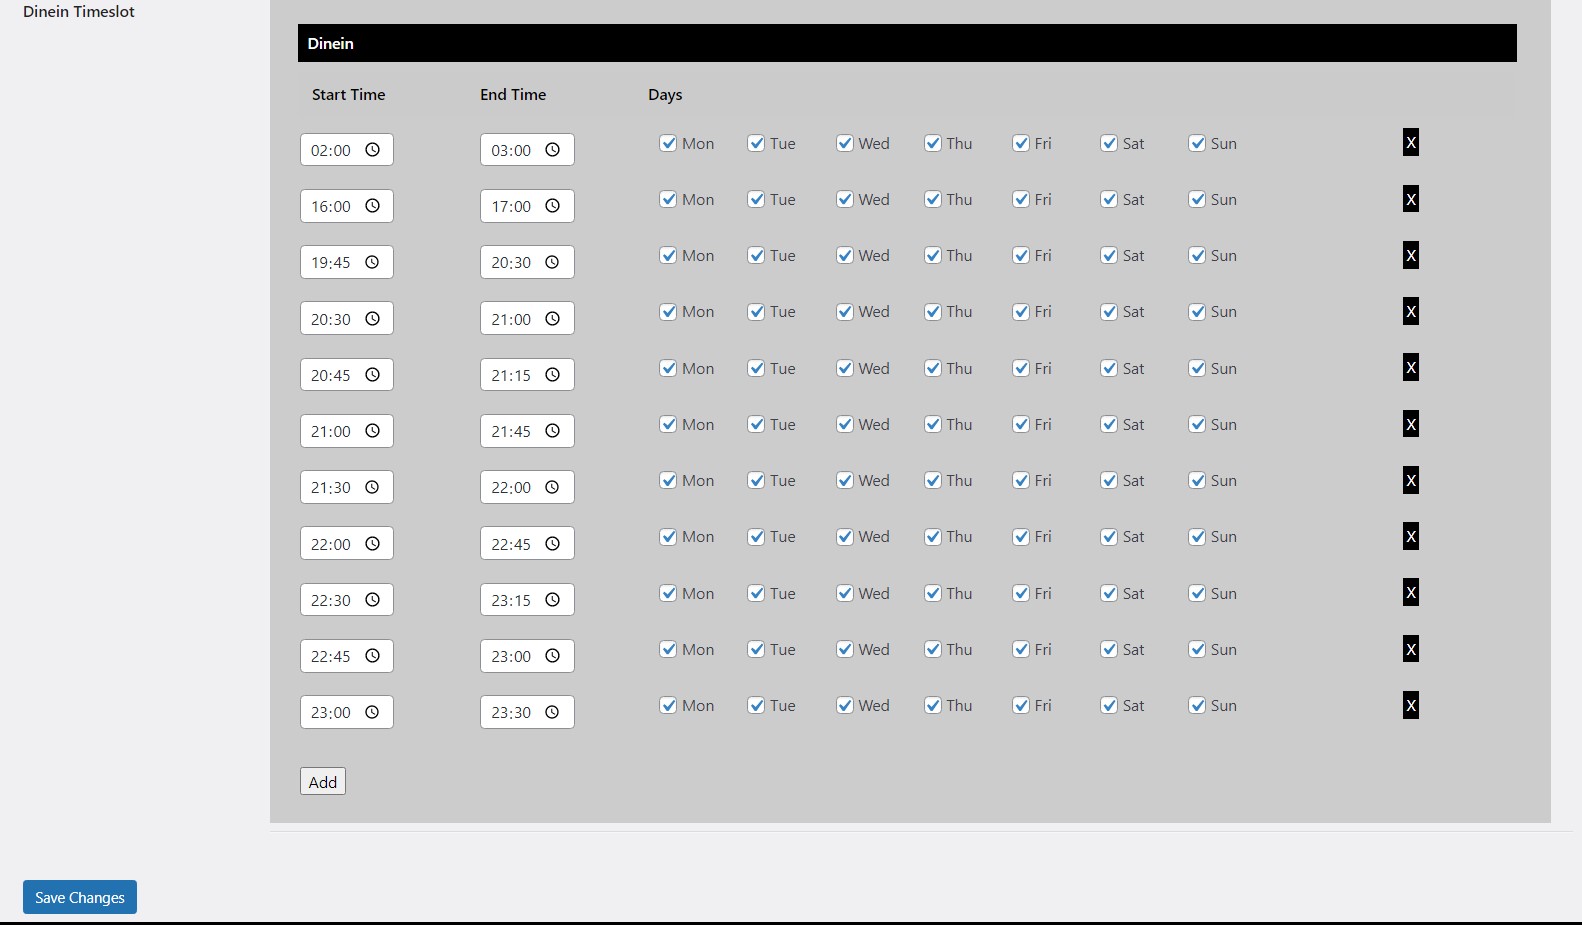 Dinein Timeslot
Dinein
Start Time End Time Days
02:00 03:00 Mon Tue Wed Thu Fri Sat Sun X
16:00 17:00 Mon Tue Wed Thu Fri Sat Sun X
19:45 20:30 Mon Tue Wed Thu Fri Sat Sun X
20:30 21:00 Mon Tue Wed Thu Fri Sat Sun X
20:45 21:15 Mon Tue Wed Thu Fri Sat Sun X
21:00 21:45 Mon Tue Wed Thu Fri Sat Sun X
21:30 22:00 Mon Tue Wed Thu Fri Sat Sun X
22:00 22:45 Mon Tue Wed Thu Fri Sat Sun X
22:30 23:15 Mon Tue Wed Thu Fri Sat Sun X
22:45 23:00 Mon Tue Wed Thu Fri Sat Sun X
23:00 23:30 Mon Tue Wed Thu Fri Sat Sun X
Add
Save Changes